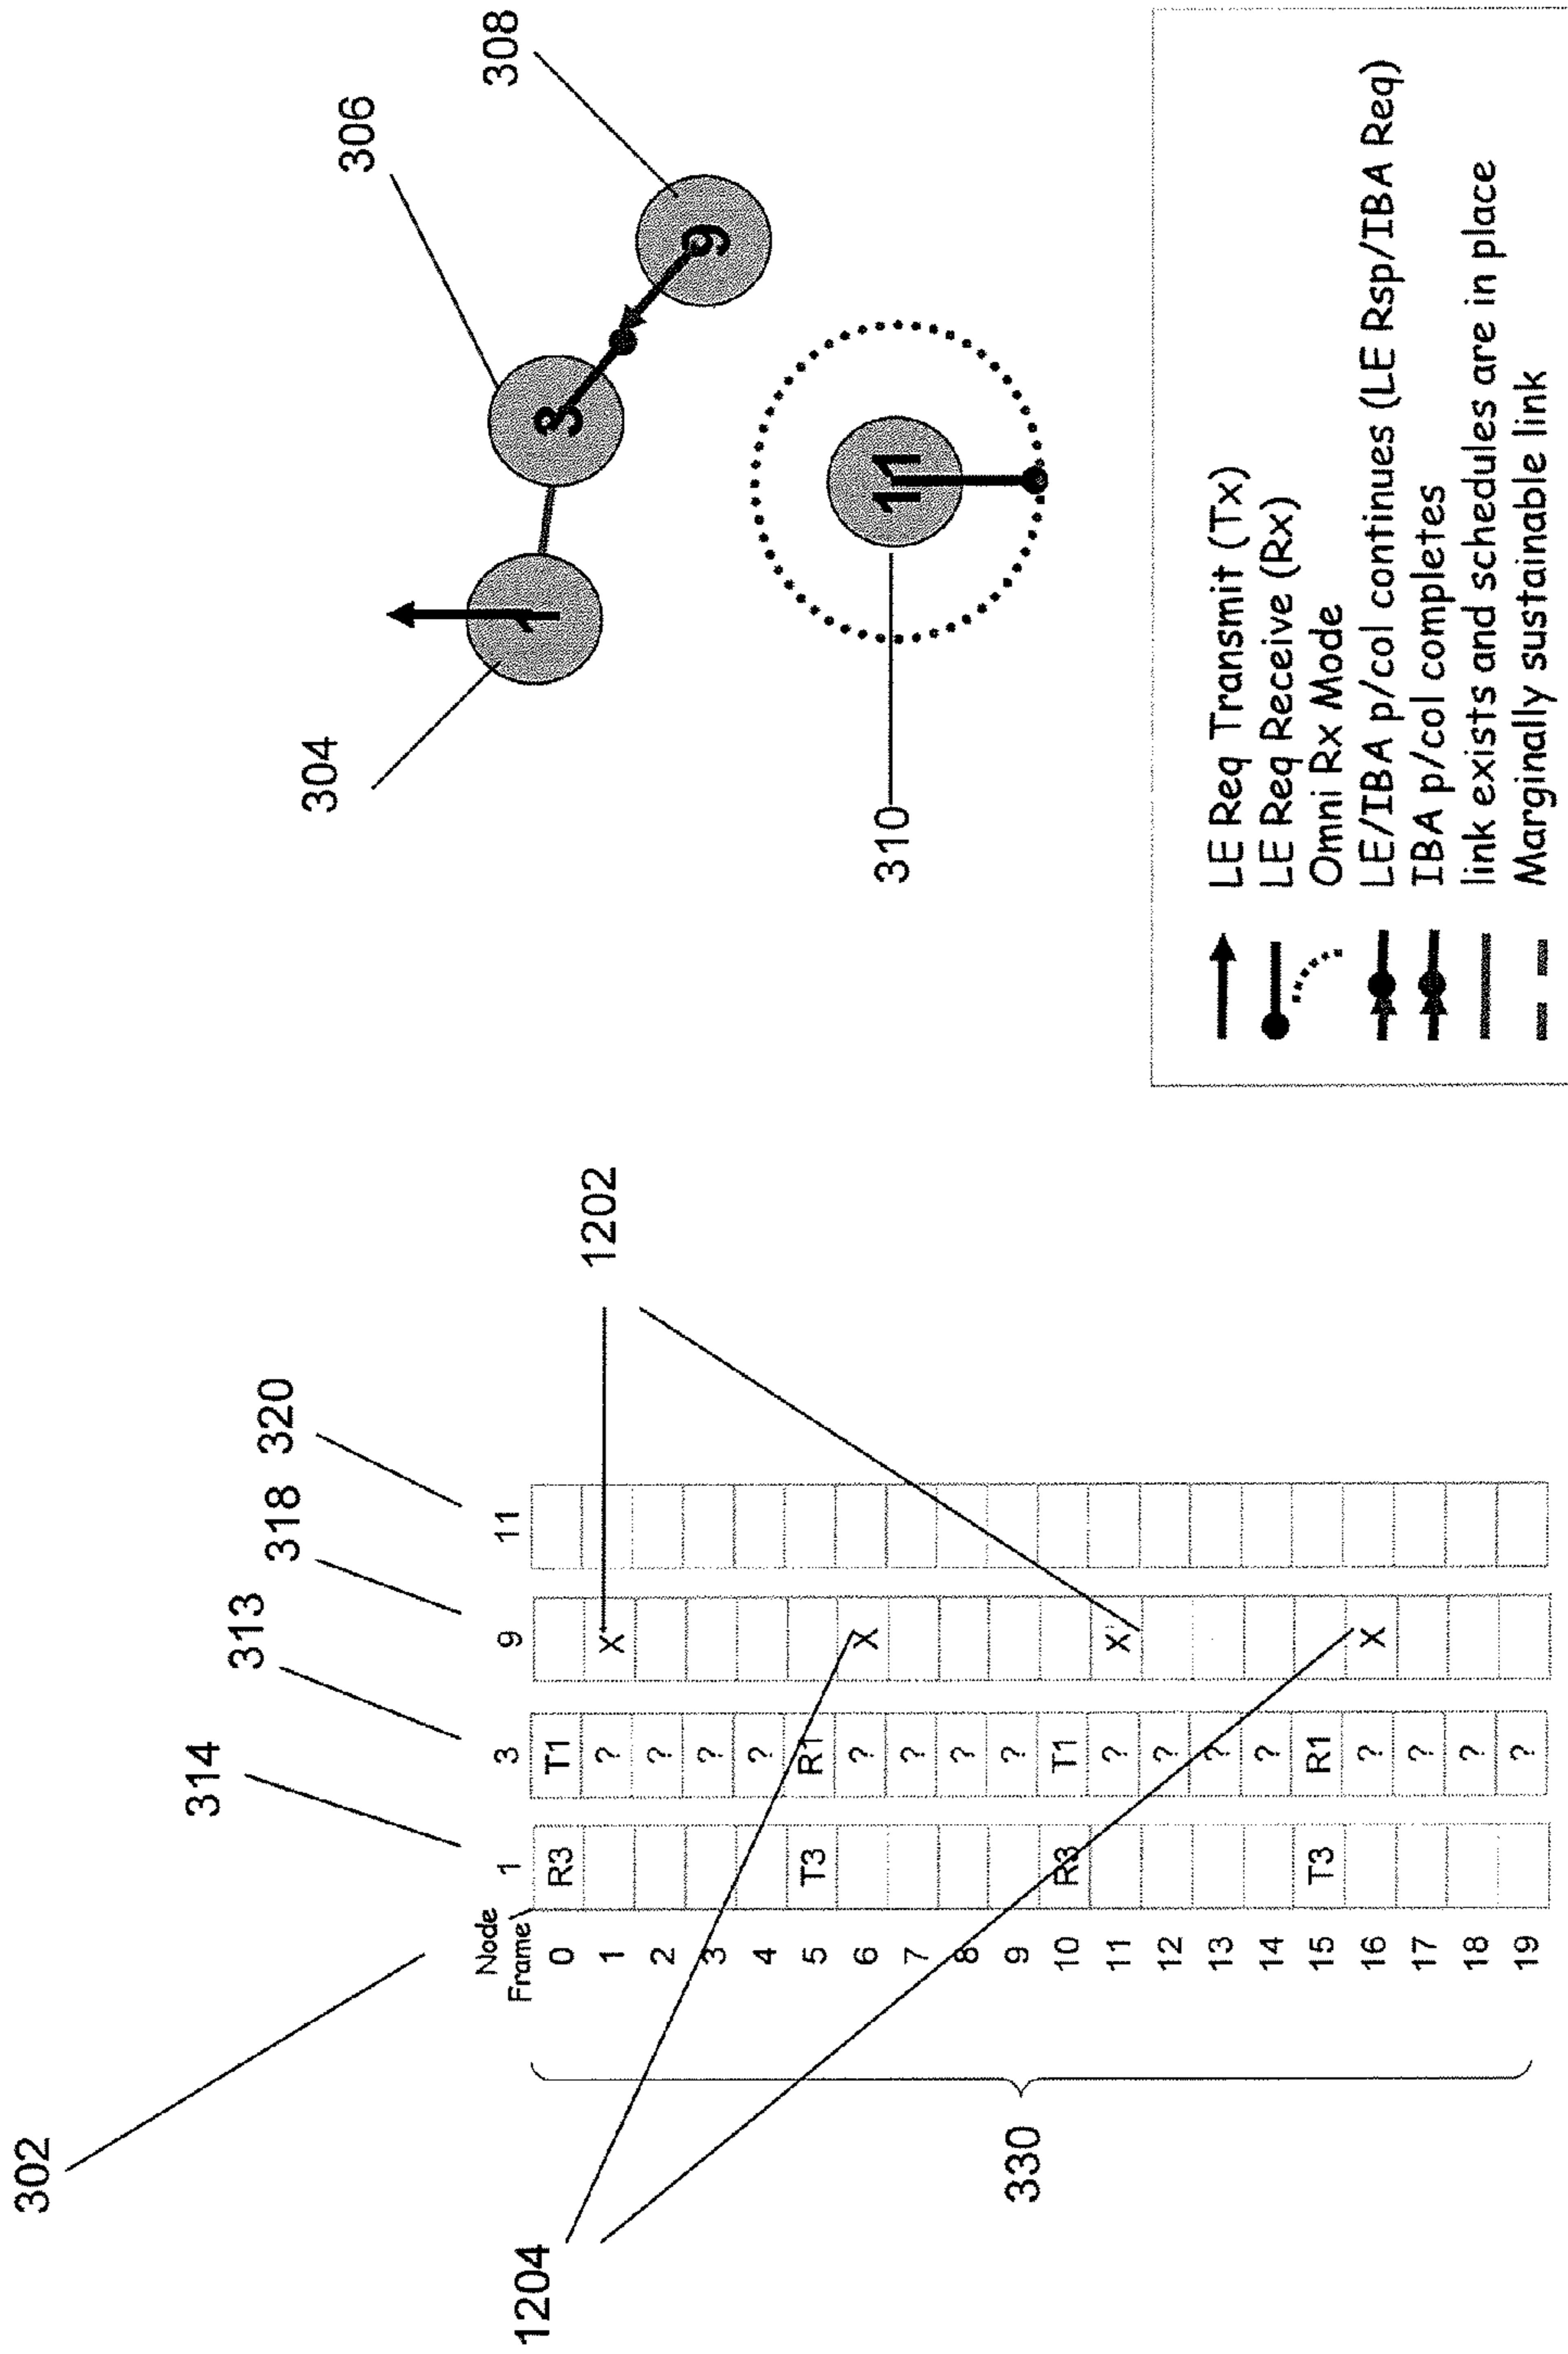 302
314
313
318
320
Node
Frame
1
3
9
11
0
R3
T1
1
?
X
2
?
3
?
4
?
5
T3
R1
6
?
X
7
?
8
?
9
?
10
R3
T1
11
?
X
12
?
13
?
14
?
15
T3
R1
16
?
X
17
?
18
?
19
?
1202
1204
330
304
306
308
310
1
3
9
11
LE Req Transmit (Tx)
LE Req Receive (Rx)
Omni Rx Mode
LE/IBA p/col continues (LE Rsp/IBA Req)
IBA p/col completes
link exists and schedules are in place
Marginally sustainable link